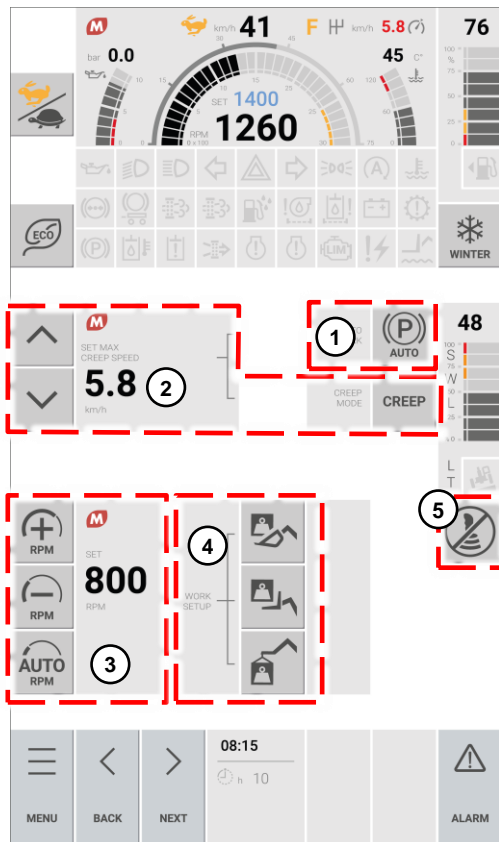 km/h 41 F km/h 5.8 76
bar 0.0 45 C°
SET 1400
RPM 1260
0 x100
ECO
WINTER
1 P AUTO
SET MAX
CREEP SPEED
5.8 2
km/h
CREEP
MODE
CREEP
48
S
W
L
L
T
RPM
SET
800
RPM
RPM
AUTO
RPM
3
4
WORK
SETUP
5
MENU BACK NEXT
08:15
h 10
ALARM